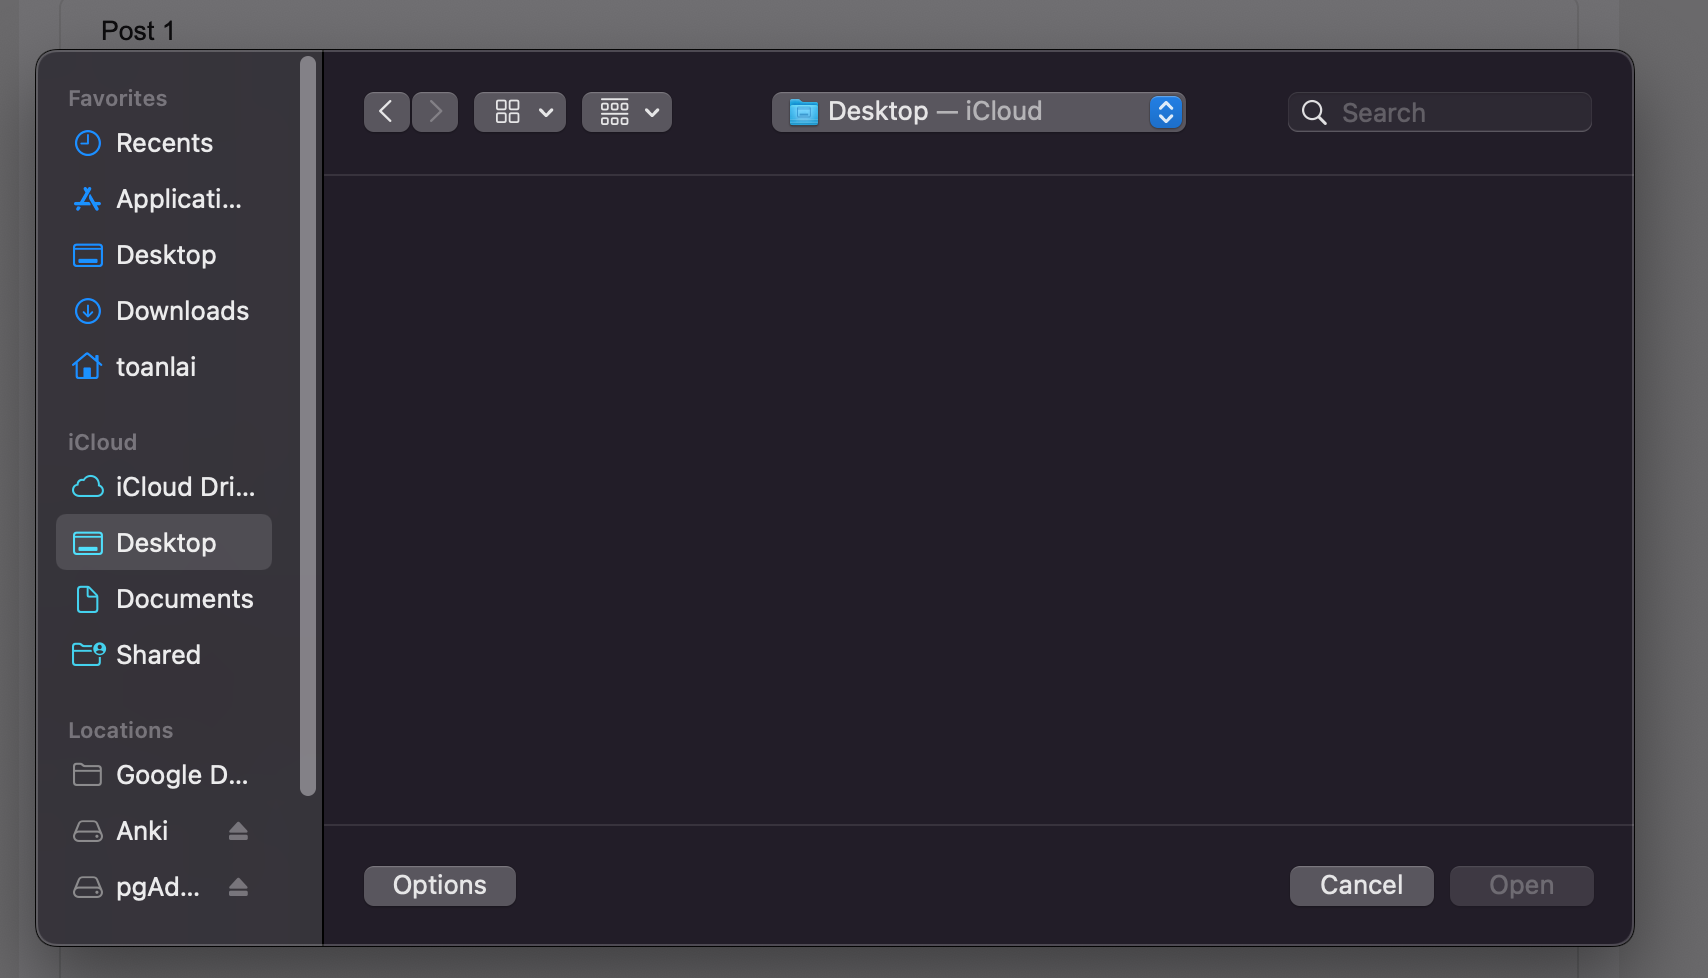 Post 1
Favorites
Recents
Applicati...
Desktop
Downloads
toanlai
iCloud
iCloud Dri...
Desktop
Documents
Shared
Locations
Google D...
Anki
pgAd...
Desktop — iCloud
Search
Options
Cancel
Open